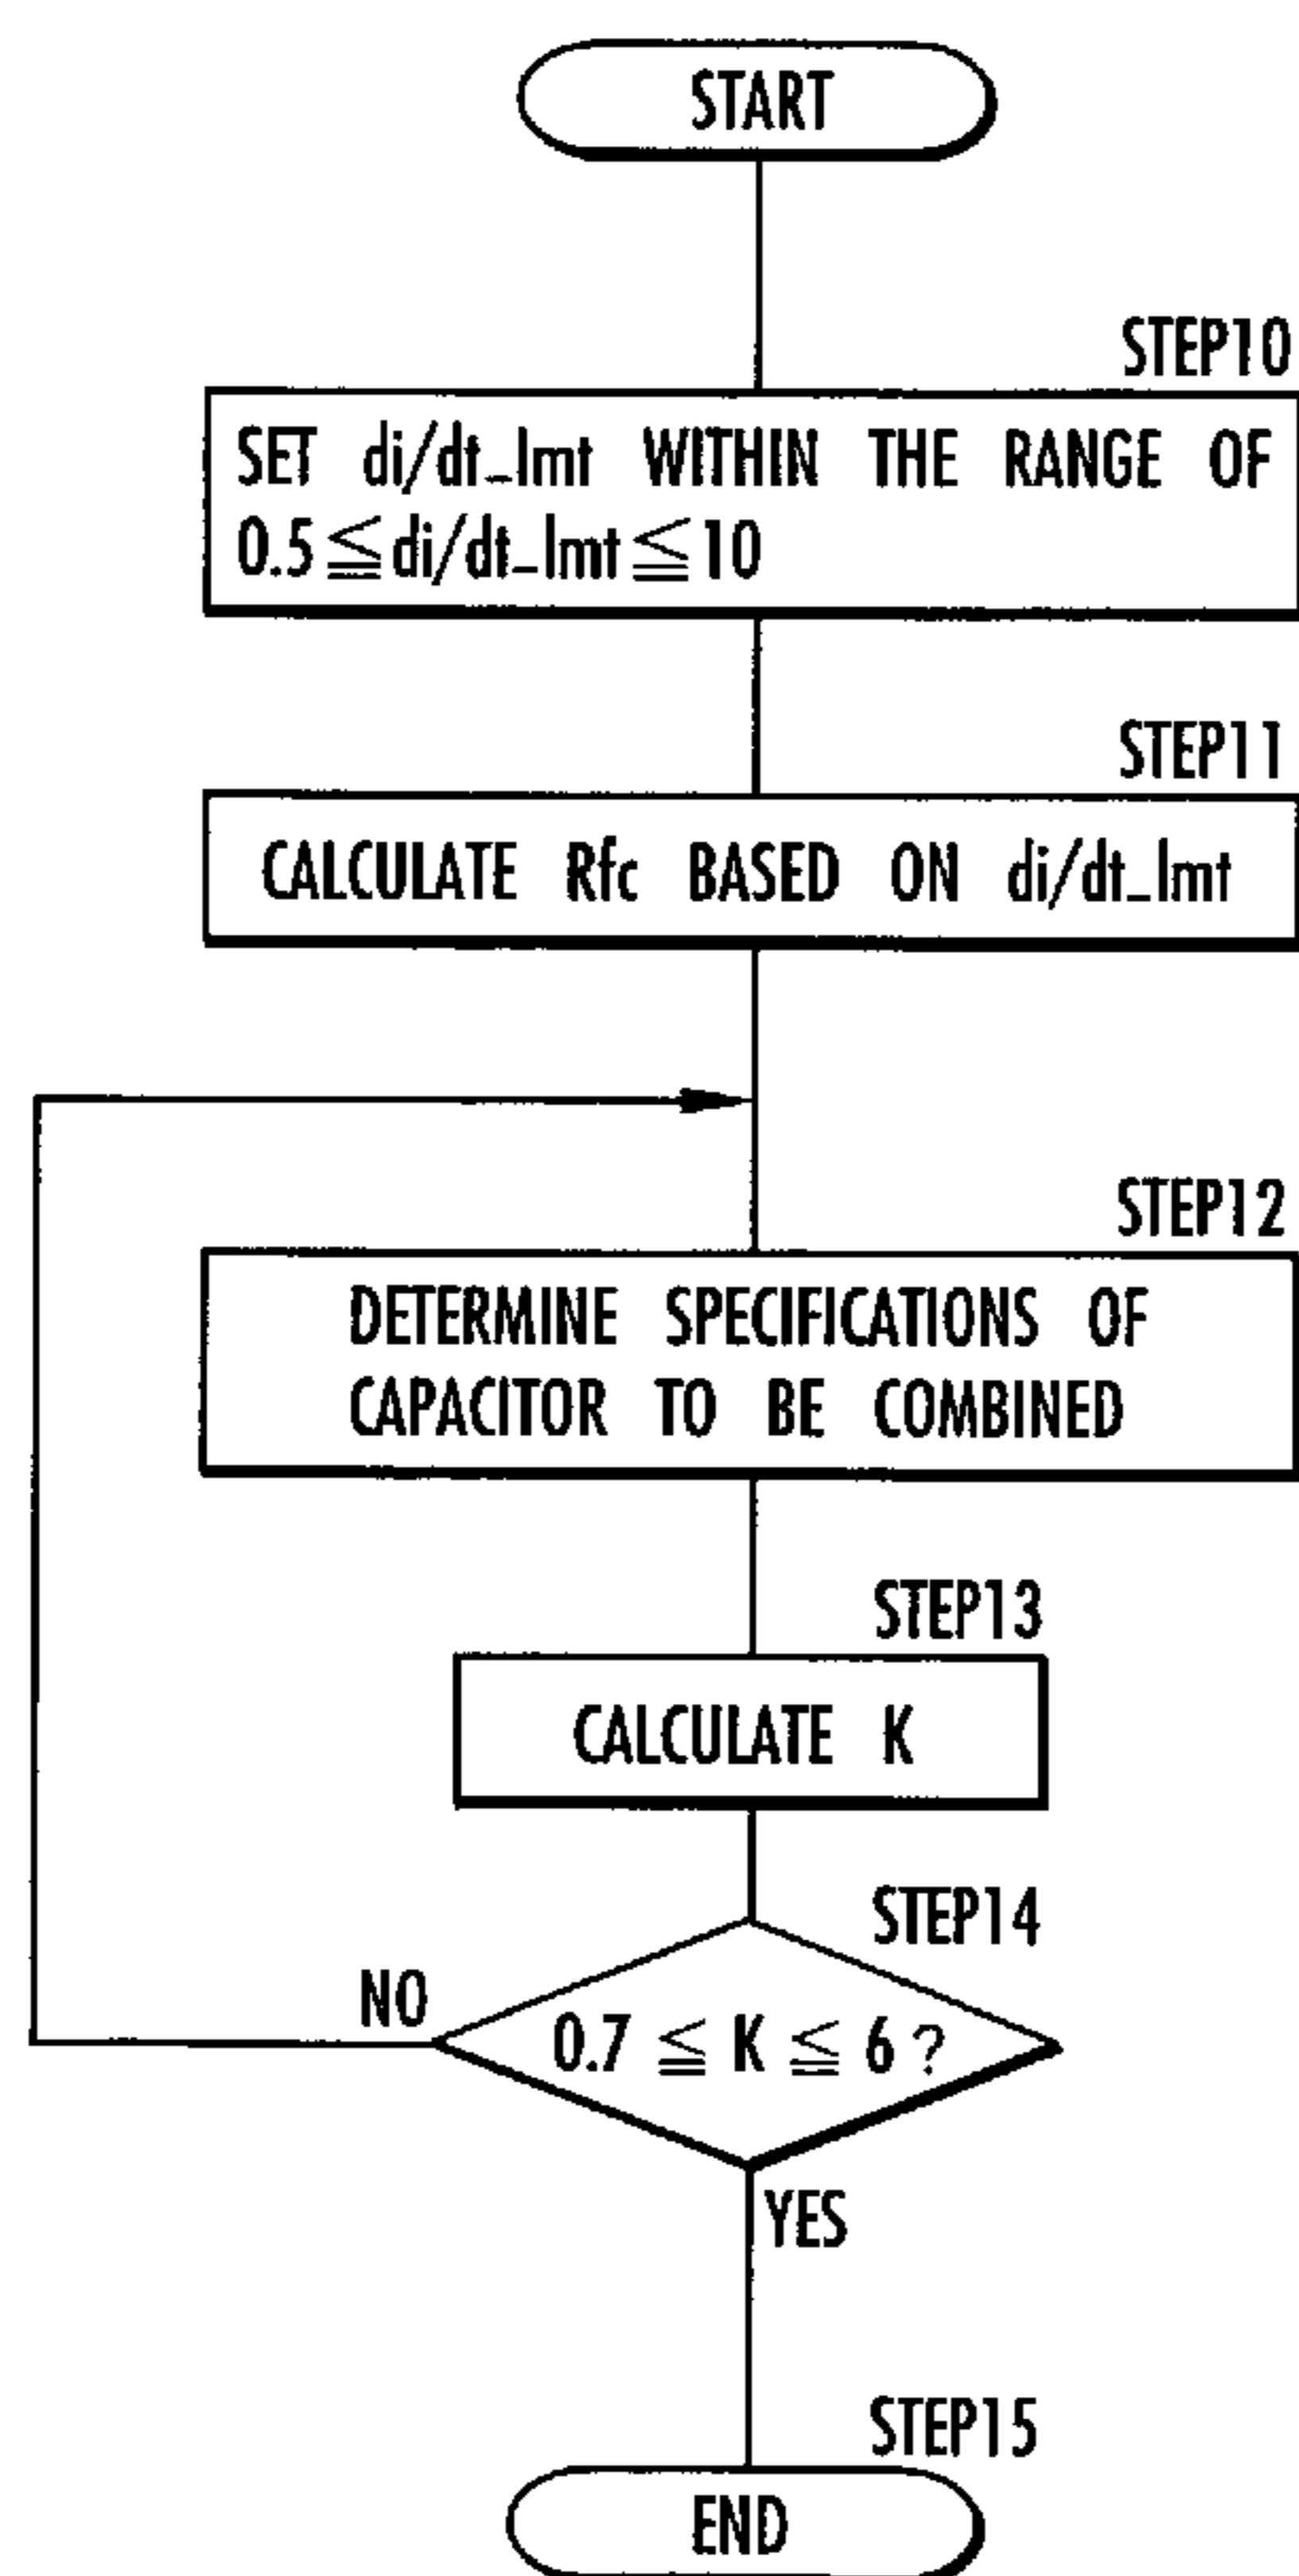 START
STEP10
SET di/dt_lmt WITHIN THE RANGE OF
0.5≦di/dt_lmt≦10
STEP11
CALCULATE Rfc BASED ON di/dt_lmt
STEP12
DETERMINE SPECIFICATIONS OF
CAPACITOR TO BE COMBINED
STEP13
CALCULATE K
STEP14
NO
0.7 ≦ K ≦ 6 ?
YES
STEP15
END